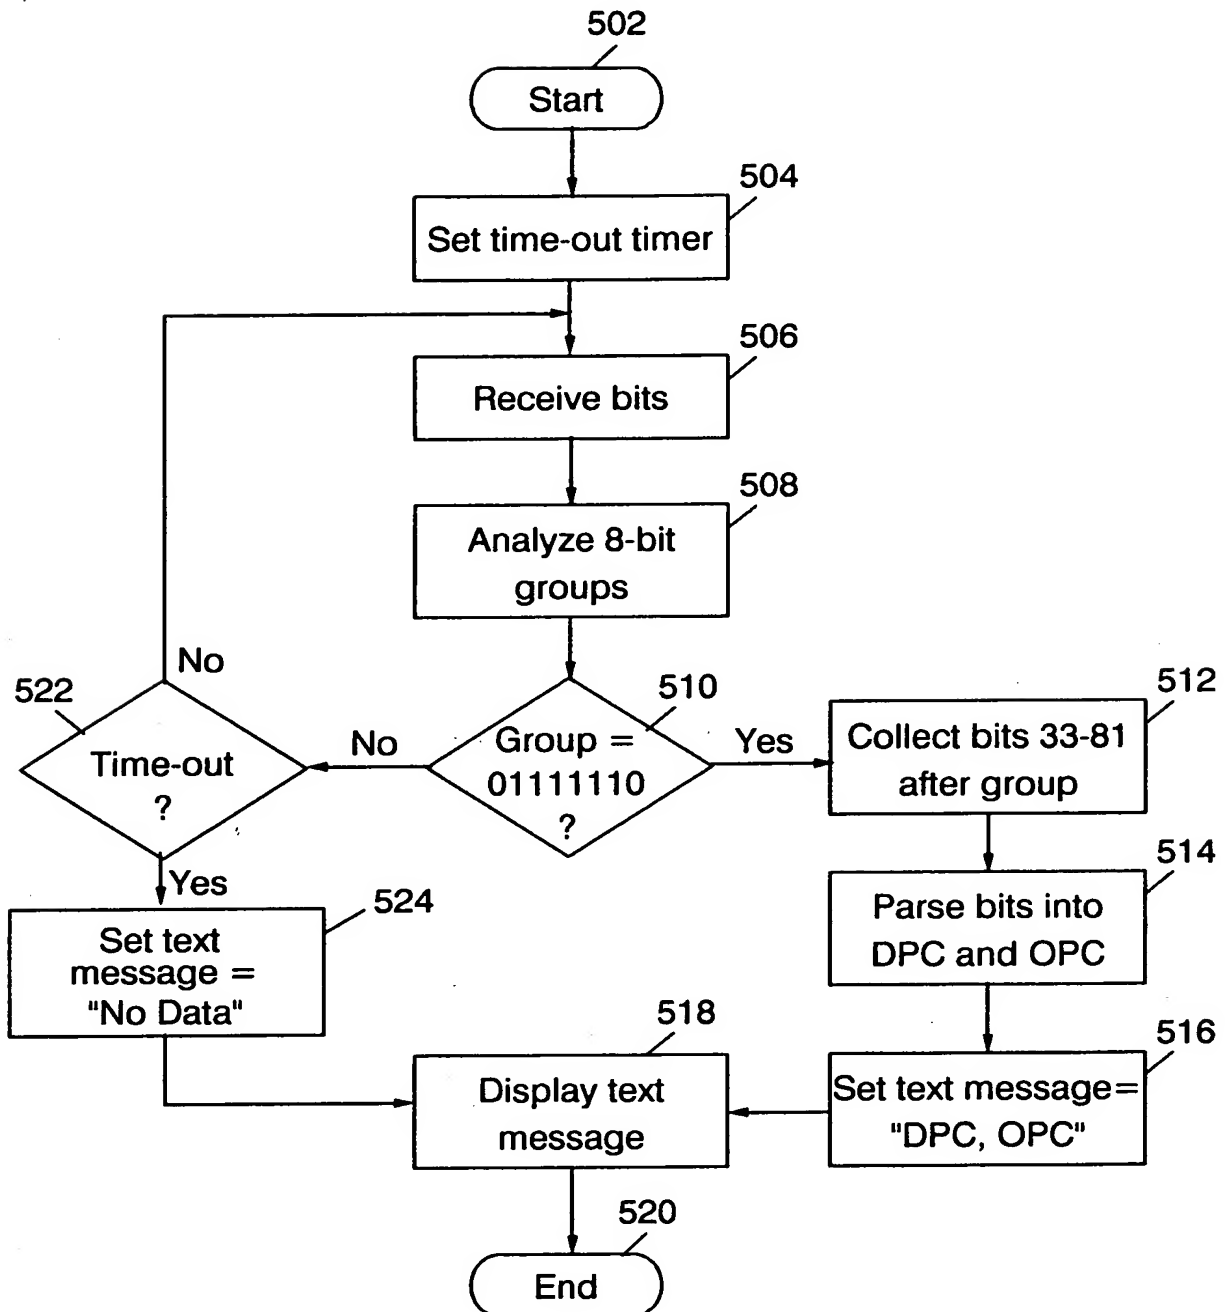 502
Start
504
Set time-out timer
506
Receive bits
508
Analyze 8-bit
groups
No
522
Time-out
?
No
510
Group =
01111110
?
Yes
512
Collect bits 33-81
after group
514
Parse bits into
DPC and OPC
Yes
524
Set text
message =
"No Data"
516
Set text message=
"DPC, OPC"
518
Display text
message
520
End